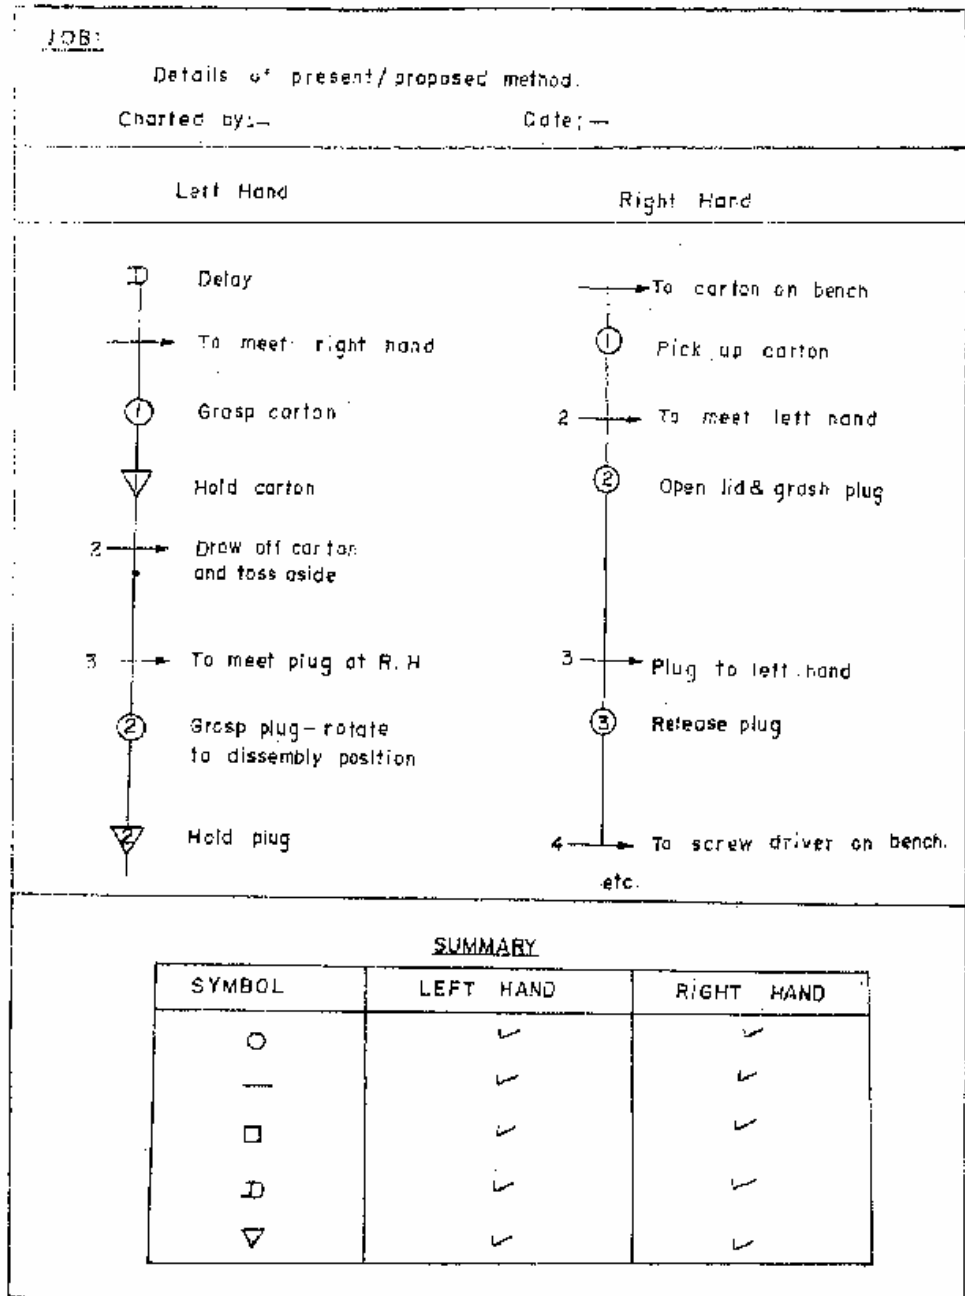 JOB:
Details of present/proposed method.
Charted by:—
Date;—
Left Hand
Right Hand
D Delay
To carton on bench
To meet right hand
1 Pick up carton
1 Grasp carton
2 To meet left hand
Hold carton
2 Open lid & grash plug
2 Draw off carton
and toss aside
3 To meet plug at R.H
3 Plug to left hand
2 Grasp plug – rotate
to dissembly position
3 Release plug
2 Hold plug
4 To screw driver on bench.
etc.
SUMMARY
SYMBOL LEFT HAND RIGHT HAND
D